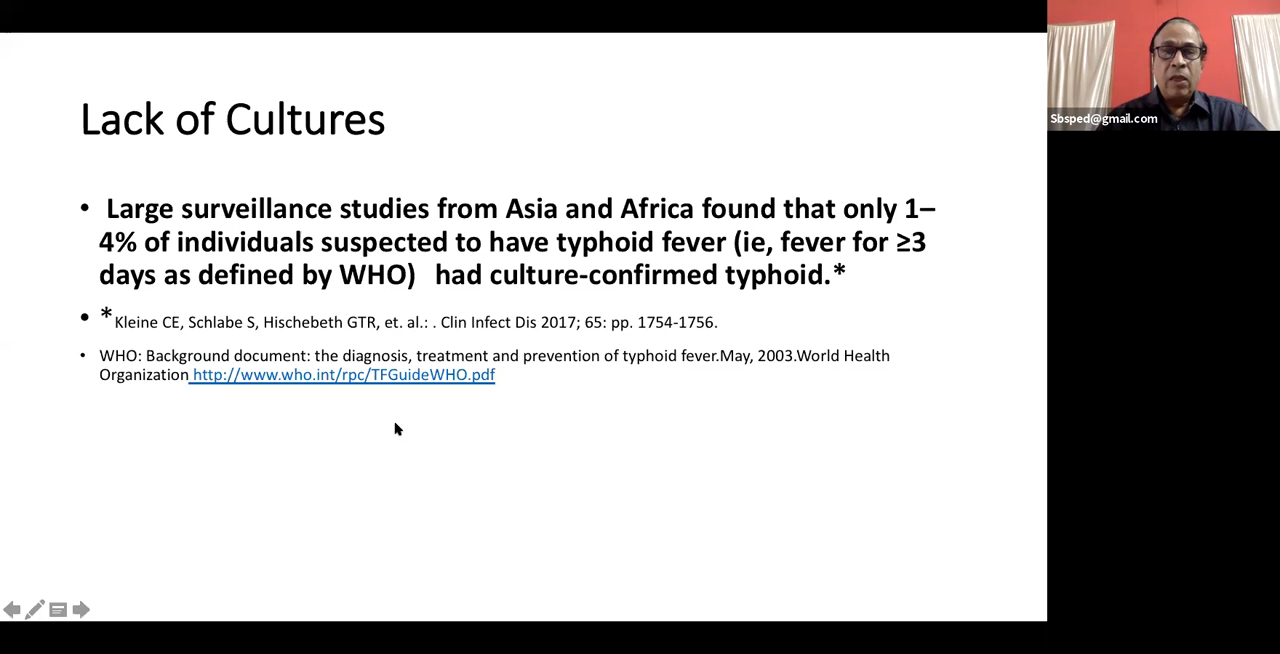 Lack of Cultures
• Large surveillance studies from Asia and Africa found that only 1–
4% of individuals suspected to have typhoid fever (ie, fever for ≥3
days as defined by WHO) had culture-confirmed typhoid.*
• *Kleine CE, Schlabe S, Hischebeth GTR, et. al.: . Clin Infect Dis 2017; 65: pp. 1754-1756.
• WHO: Background document: the diagnosis, treatment and prevention of typhoid fever.May, 2003.World Health
Organization http://www.who.int/rpc/TFGuideWHO.pdf
Sbsped@gmail.com